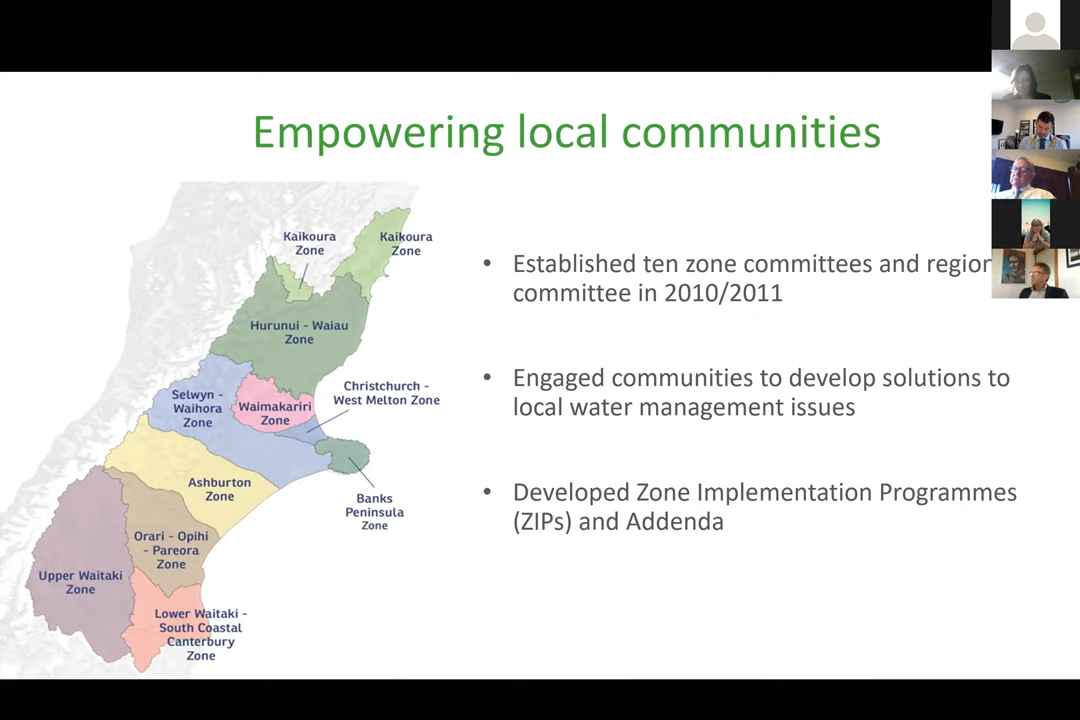 Empowering local communities
Kaikoura
Zone
Kaikoura
Zone
Hurunui - Waiau
Zone
Selwyn -
Waihora
Zone
Waimakariri
Zone
Christchurch -
West Melton Zone
Ashburton
Zone
Banks
Peninsula
Zone
Orari - Opihi
- Pareora
Zone
Upper Waitaki
Zone
Lower Waitaki -
South Coastal
Canterbury
Zone
• Established ten zone committees and region
committee in 2010/2011
• Engaged communities to develop solutions to
local water management issues
• Developed Zone Implementation Programmes
(ZIPs) and Addenda